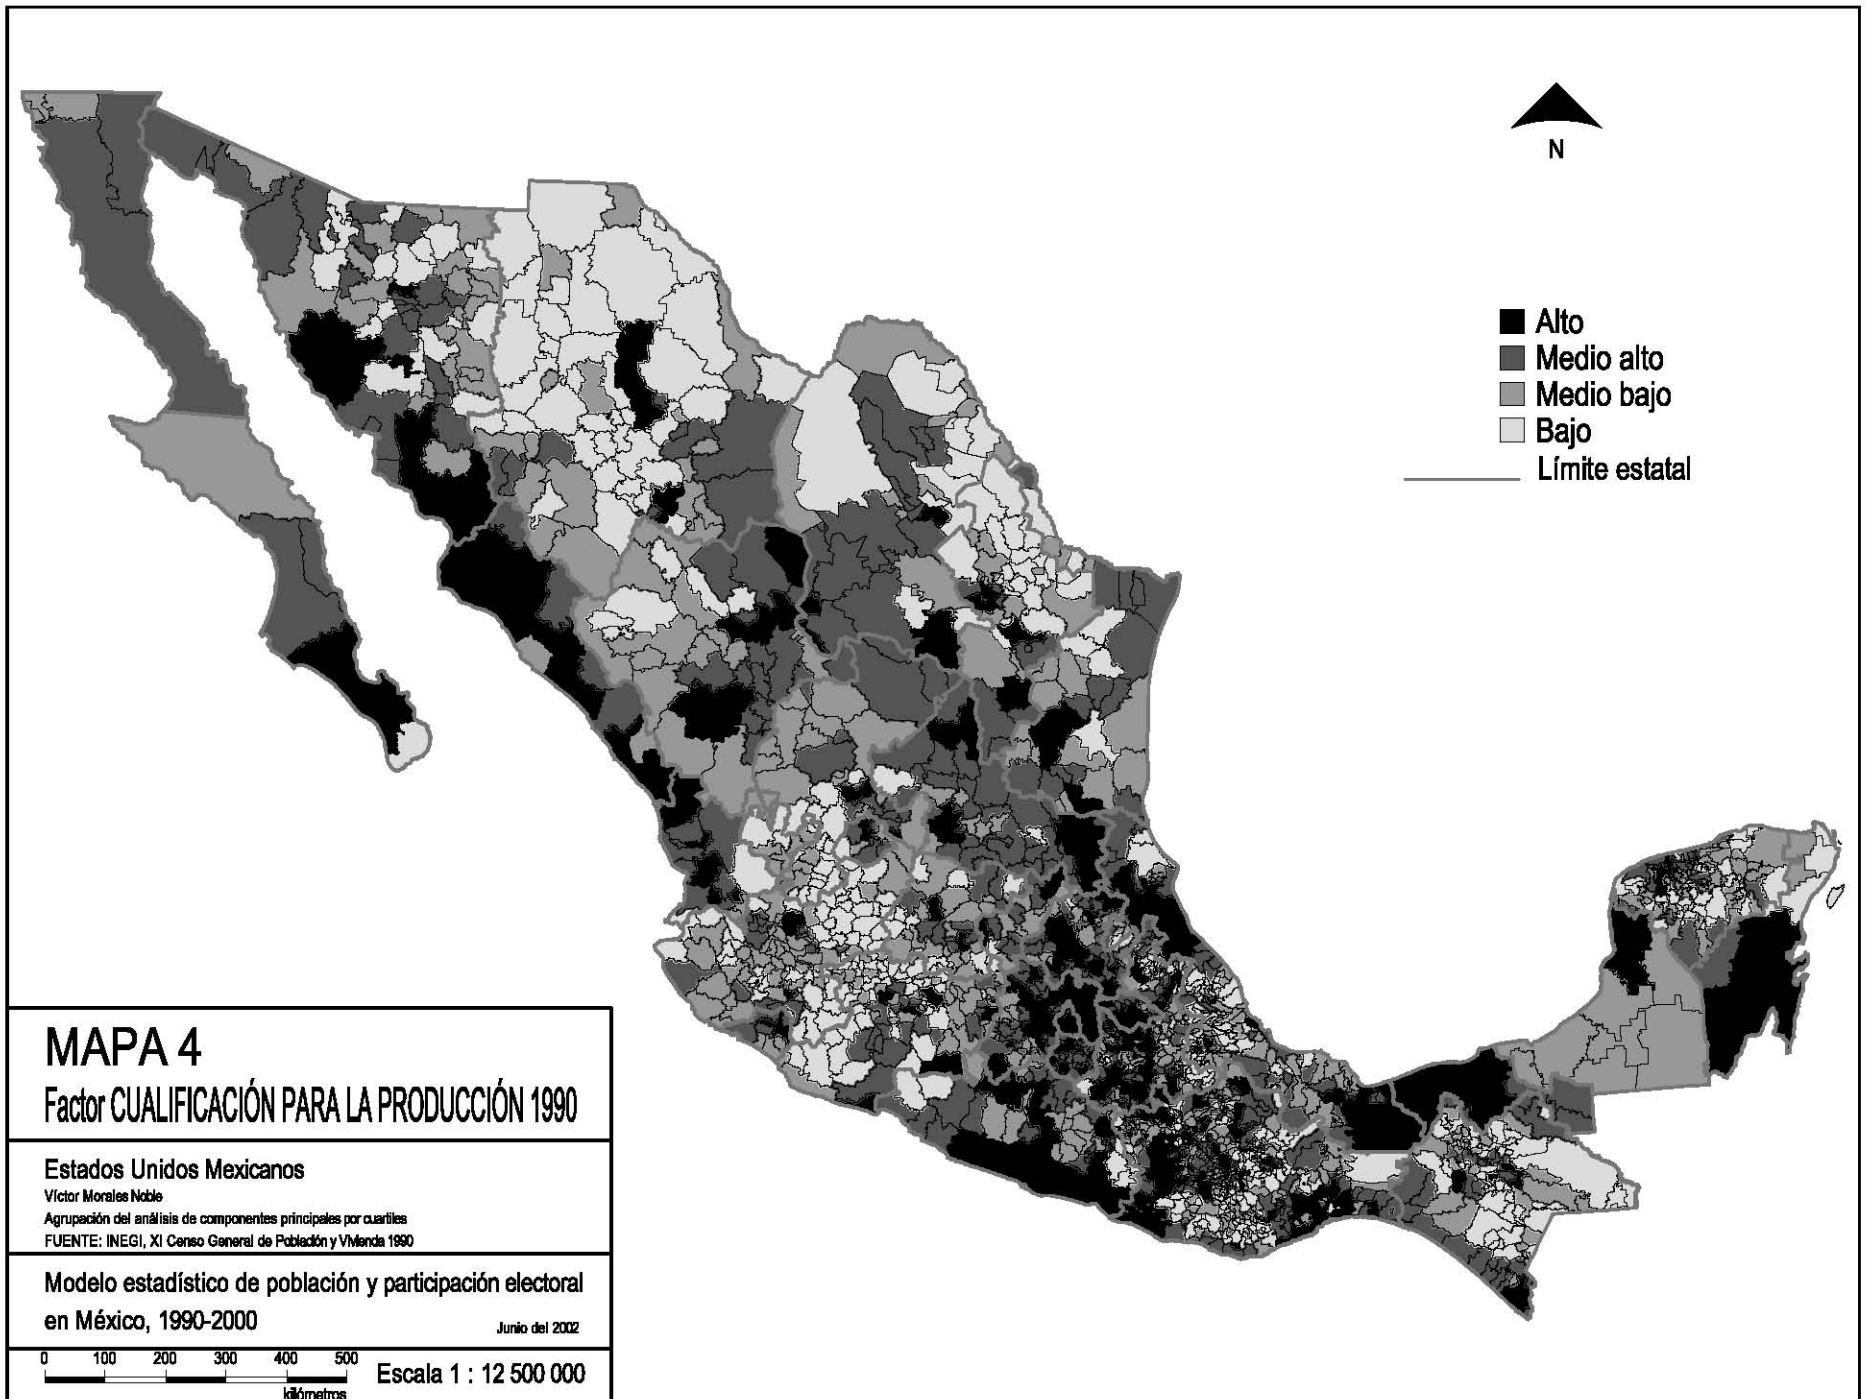 N
Alto
Medio alto
Medio bajo
Bajo
Límite estatal
MAPA 4
Factor CUALIFICACIÓN PARA LA PRODUCCIÓN 1990
Estados Unidos Mexicanos
Víctor Morales Noble
Agrupación del análisis de componentes principales por cuartiles
FUENTE: INEGI, XI Censo General de Población y Vivienda 1990
Modelo estadístico de población y participación electoral
en México, 1990-2000
Junio del 2002
0 100 200 300 400 500
kilómetros
Escala 1 : 12 500 000